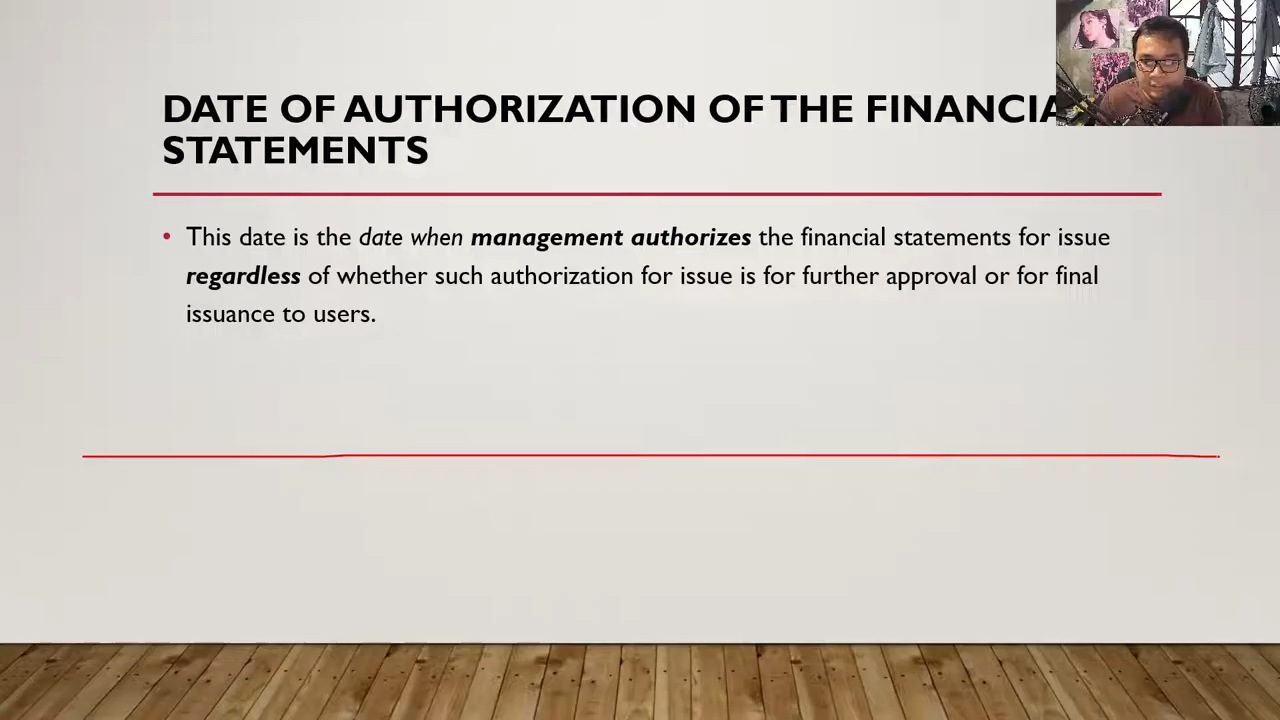 DATE OF AUTHORIZATION OF THE
STATEMENTS
• This date is the date when management authorizes the financial statements for issue
regardless of whether such authorization for issue is for further approval or for final
issuance to users.